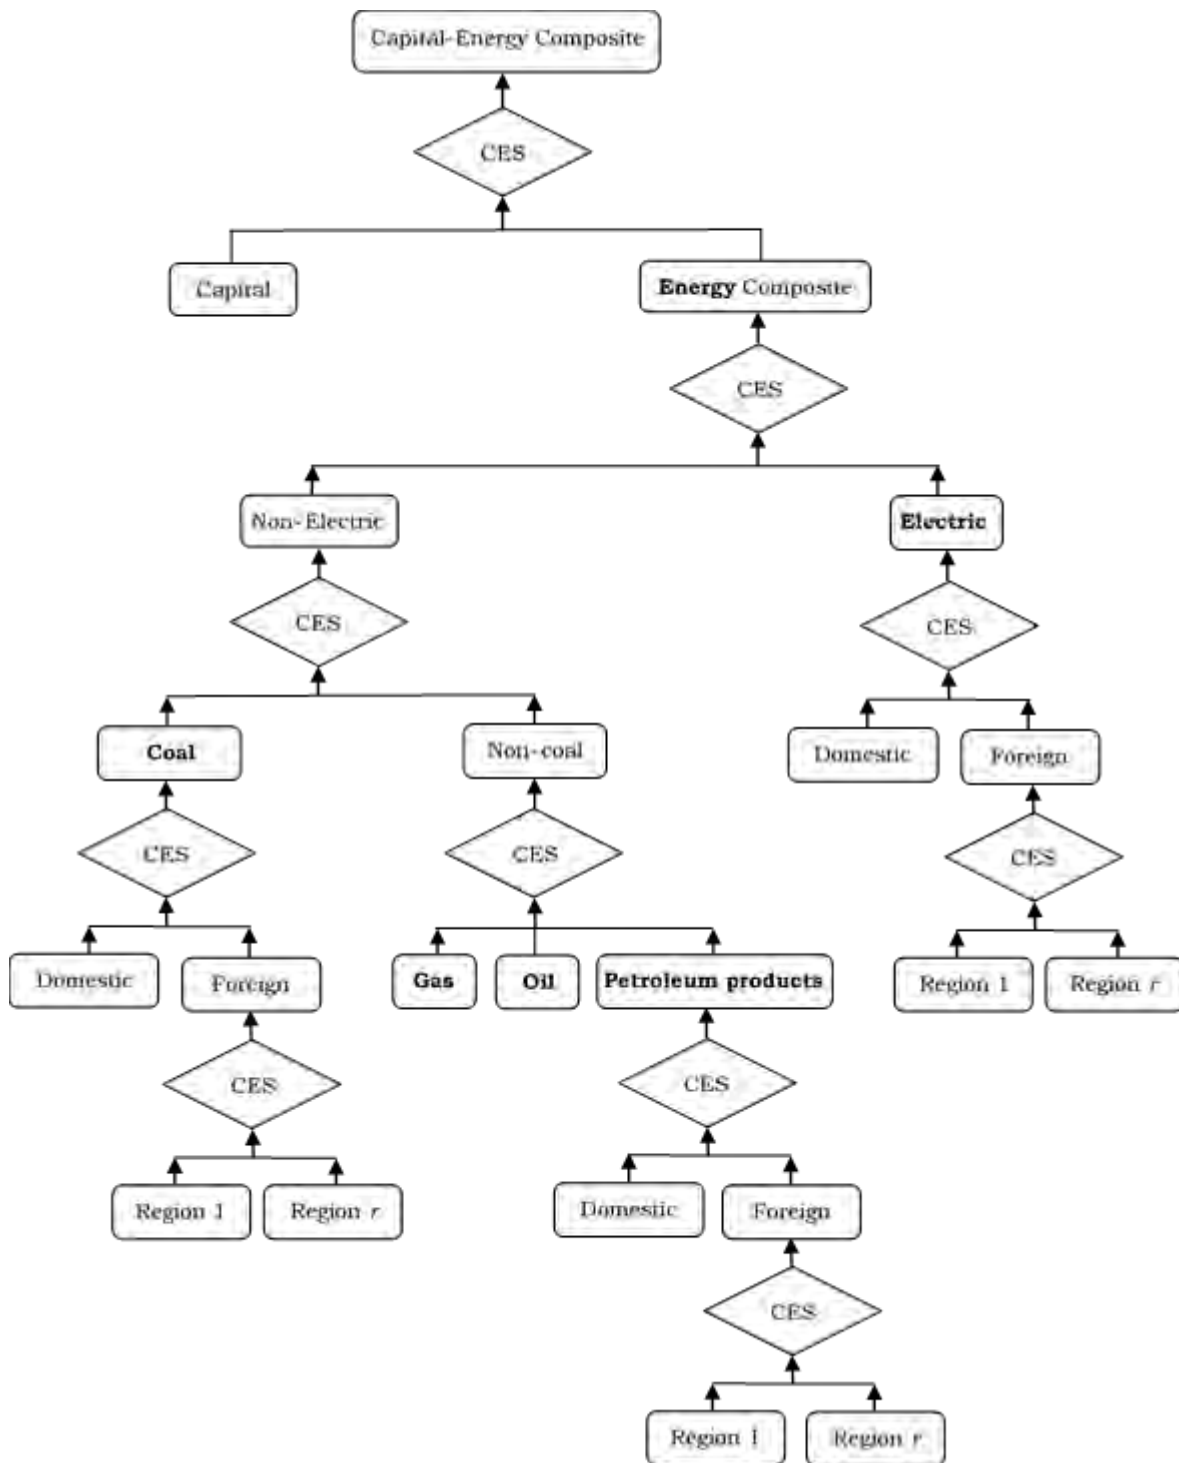 Capital-Energy Composite
CES
Capital
Energy Composite
CES
Non-Electric
Electric
CES
CES
Coal
Non-coal
Domestic
Foreign
CES
CES
CES
Domestic
Foreign
Gas
Oil
Petroleum products
Region 1
Region r
CES
CES
Region 1
Region r
Domestic
Foreign
CES
Region 1
Region r